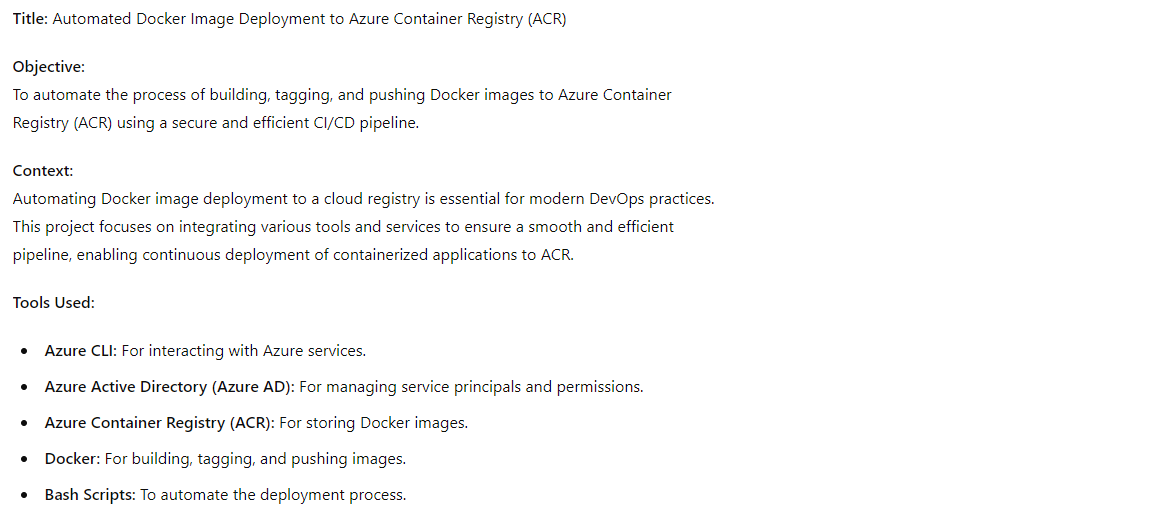 Title: Automated Docker Image Deployment to Azure Container Registry (ACR)
Objective:
To automate the process of building, tagging, and pushing Docker images to Azure Container
Registry (ACR) using a secure and efficient CI/CD pipeline.
Context:
Automating Docker image deployment to a cloud registry is essential for modern DevOps practices.
This project focuses on integrating various tools and services to ensure a smooth and efficient
pipeline, enabling continuous deployment of containerized applications to ACR.
Tools Used:
• Azure CLI: For interacting with Azure services.
• Azure Active Directory (Azure AD): For managing service principals and permissions.
• Azure Container Registry (ACR): For storing Docker images.
• Docker: For building, tagging, and pushing images.
• Bash Scripts: To automate the deployment process.